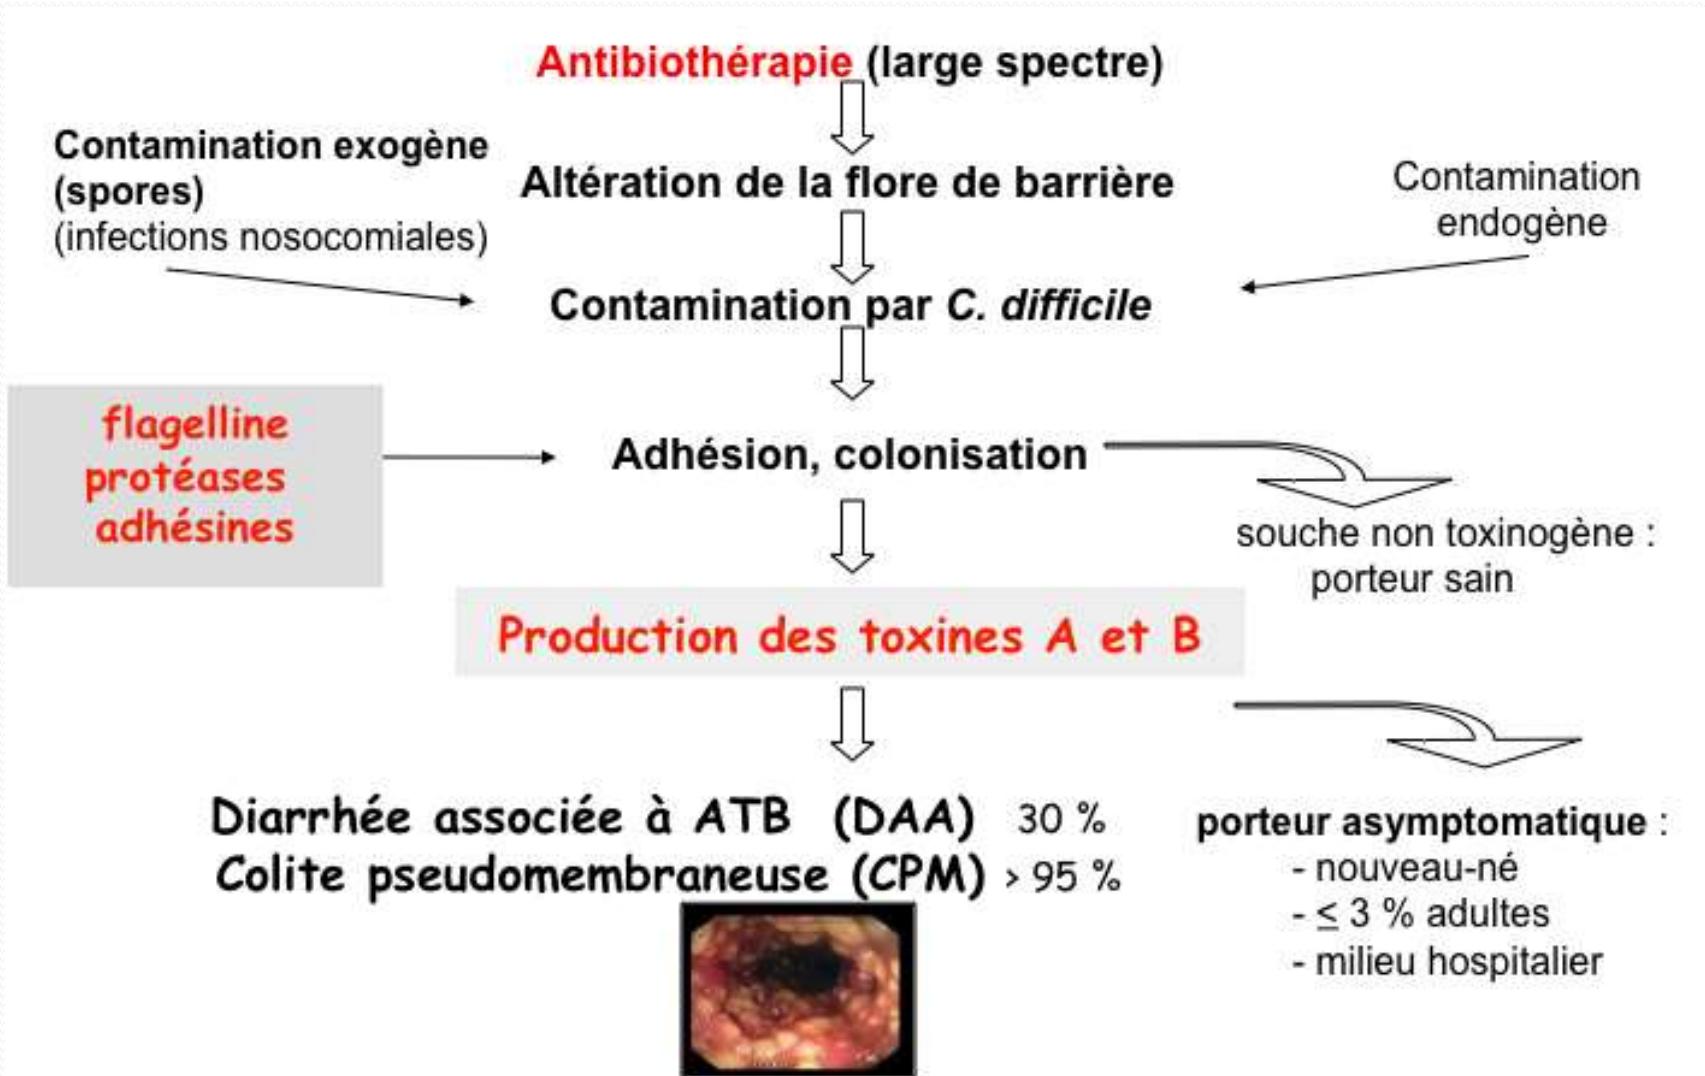 Antibiothérapie (large spectre)
Contamination exogène
(spores)
(infections nosocomiales)
Altération de la flore de barrière
Contamination
endogène
Contamination par C. difficile
flagelline
protéases
adhésines
Adhésion, colonisation
souche non toxinogène :
porteur sain
Production des toxines A et B
Diarrhée associée à ATB (DAA) 30 %
Colite pseudomembraneuse (CPM) > 95 %
porteur asymptomatique :
- nouveau-né
- ≤ 3 % adultes
- milieu hospitalier